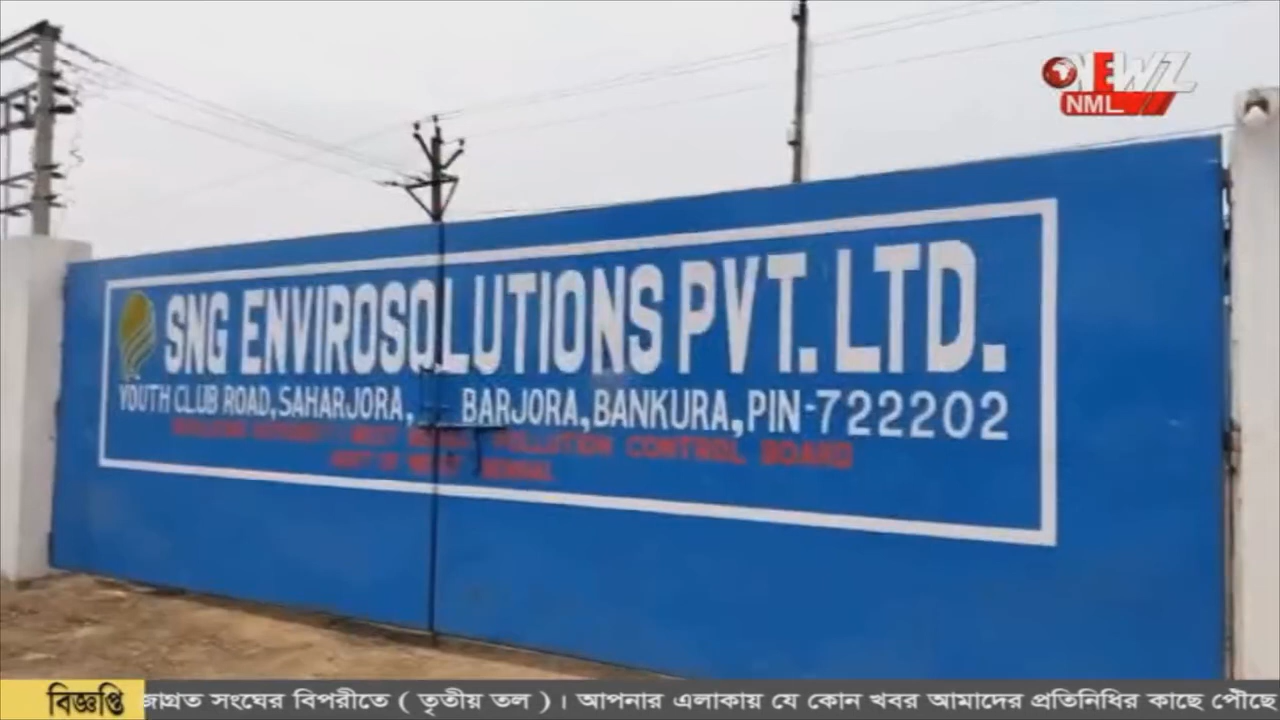 NEWZ
NML
SNG ENVIROSOLUTIONS PVT. LTD.
YOUTH CLUB ROAD, SAHARJORA, BARJORA, BANKURA, PIN-722202
POLLUTION CONTROL BOARD
বিজ্ঞপ্তি জাগ্রত সংঘের বিপরীতে ( তৃতীয় তল ) । আপনার এলাকায় যে কোন খবর আমাদের প্রতিনিধির কাছে পৌঁছে